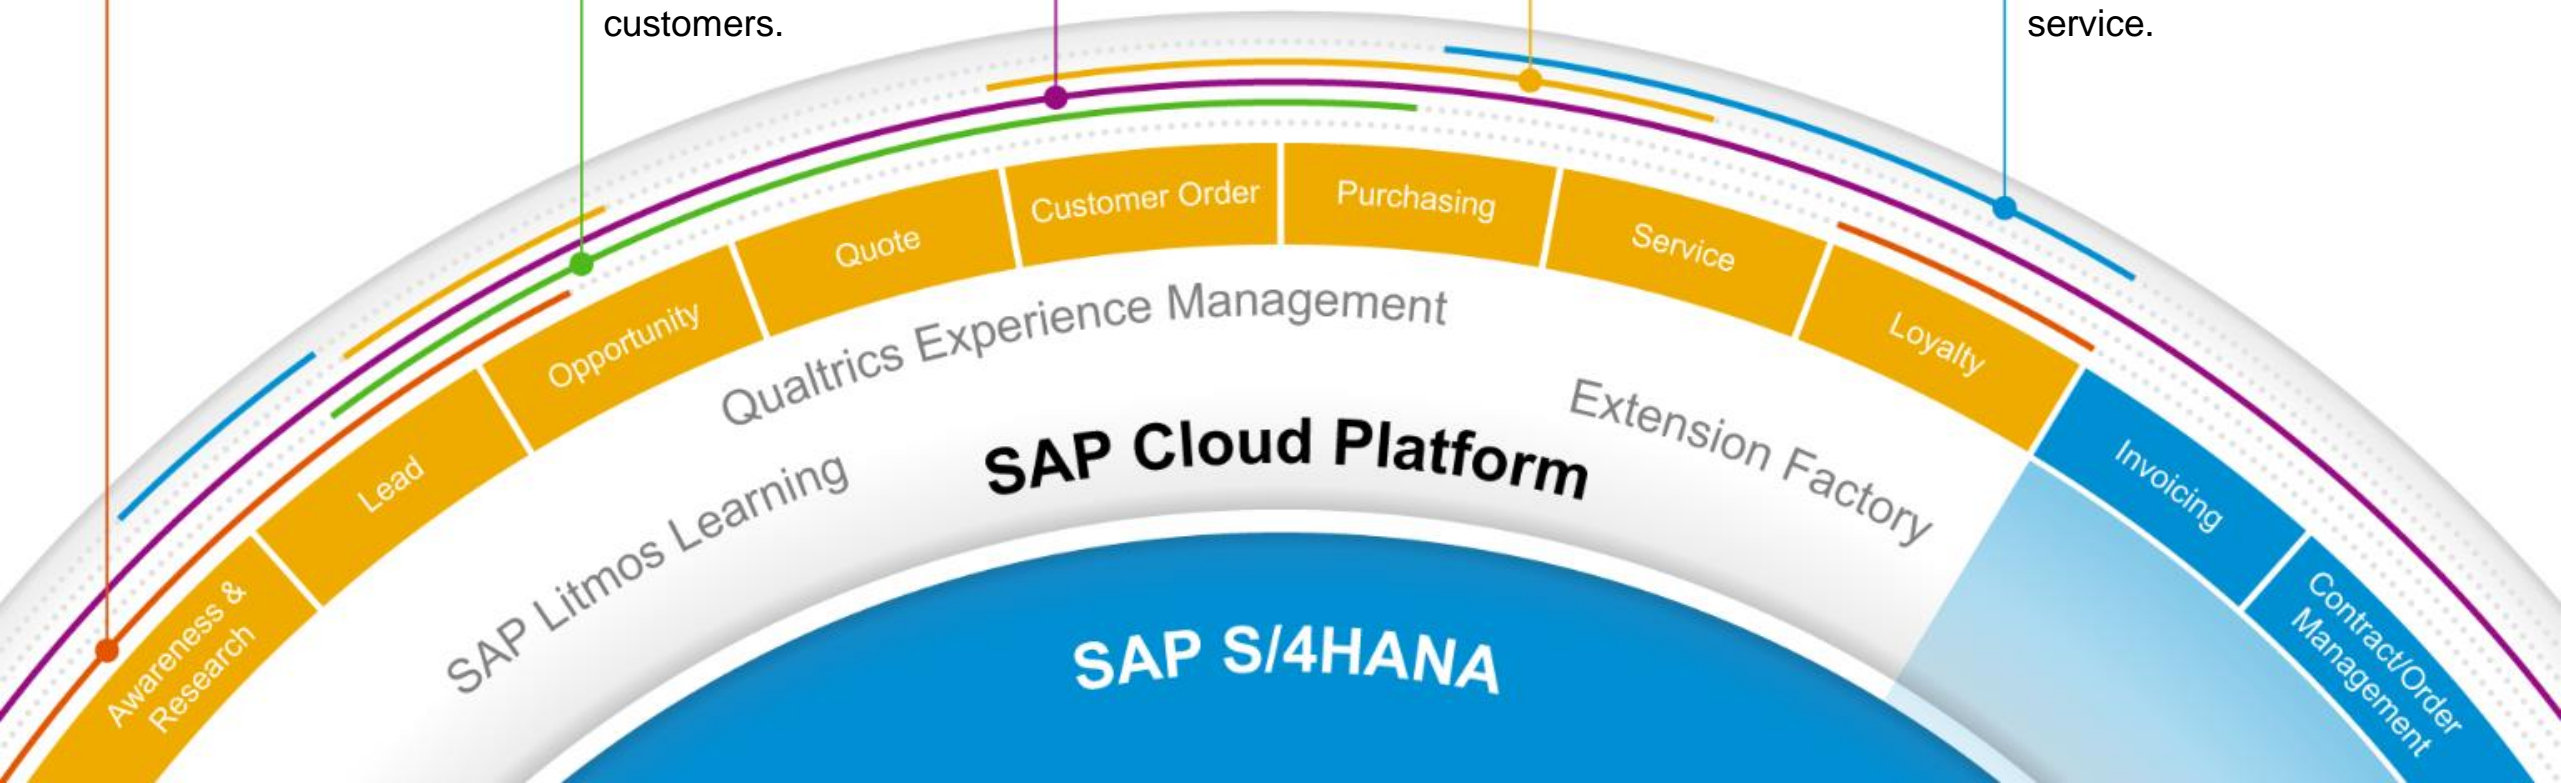 customers.
service.
Awareness &
Research
Lead
Opportunity
Quote
Customer Order
Purchasing
Service
Loyalty
Invoicing
Contract/Order
Management
Qualtrics Experience Management
SAP Litmos Learning
Extension Factory
SAP Cloud Platform
SAP S/4HANA